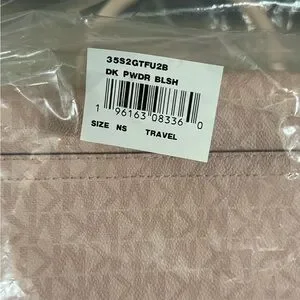 35S2GTFU2B
DK PWDR BLSH
1 96163 08336 0
SIZE NS TRAVEL